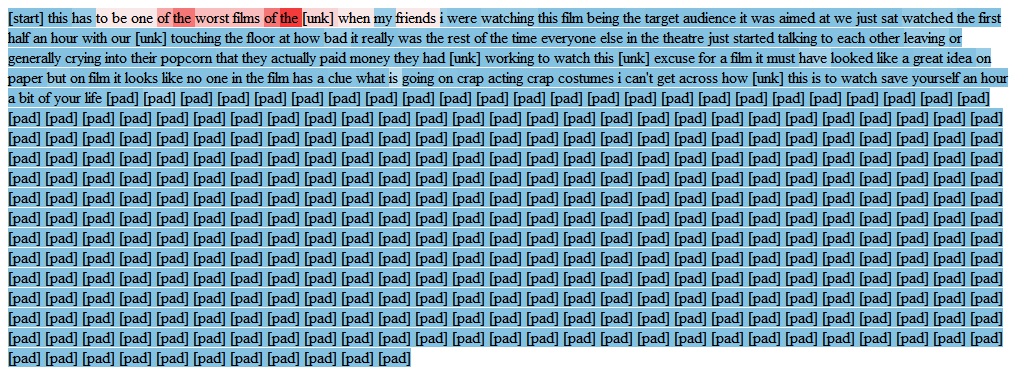 [start] this has to be one of the worst films of the [unk] when my friends i were watching this film being the target audience it was aimed at we just sat watched the first
half an hour with our [unk] touching the floor at how bad it really was the rest of the time everyone else in the theatre just started talking to each other leaving or
generally crying into their popcorn that they actually paid money they had [unk] working to watch this [unk] excuse for a film it must have looked like a great idea on
paper but on film it looks like no one in the film has a clue what is going on crap acting crap costumes i can't get across how [unk] this is to watch save yourself an hour
a bit of your life [pad] [pad] [pad] [pad] [pad] [pad] [pad] [pad] [pad] [pad] [pad] [pad] [pad] [pad] [pad] [pad] [pad] [pad] [pad] [pad] [pad] [pad] [pad] [pad]
[pad] [pad] [pad] [pad] [pad] [pad] [pad] [pad] [pad] [pad] [pad] [pad] [pad] [pad] [pad] [pad] [pad] [pad] [pad] [pad] [pad] [pad] [pad] [pad] [pad] [pad] [pad]
[pad] [pad] [pad] [pad] [pad] [pad] [pad] [pad] [pad] [pad] [pad] [pad] [pad] [pad] [pad] [pad] [pad] [pad] [pad] [pad] [pad] [pad] [pad] [pad] [pad] [pad] [pad]
[pad] [pad] [pad] [pad] [pad] [pad] [pad] [pad] [pad] [pad] [pad] [pad] [pad] [pad] [pad] [pad] [pad] [pad] [pad] [pad] [pad] [pad] [pad] [pad] [pad] [pad] [pad]
[pad] [pad] [pad] [pad] [pad] [pad] [pad] [pad] [pad] [pad] [pad] [pad] [pad] [pad] [pad] [pad] [pad] [pad] [pad] [pad] [pad] [pad] [pad] [pad] [pad] [pad] [pad]
[pad] [pad] [pad] [pad] [pad] [pad] [pad] [pad] [pad] [pad] [pad] [pad] [pad] [pad] [pad] [pad] [pad] [pad] [pad] [pad] [pad] [pad] [pad] [pad] [pad] [pad] [pad]
[pad] [pad] [pad] [pad] [pad] [pad] [pad] [pad] [pad] [pad] [pad] [pad] [pad] [pad] [pad] [pad] [pad] [pad] [pad] [pad] [pad] [pad] [pad] [pad] [pad] [pad] [pad]
[pad] [pad] [pad] [pad] [pad] [pad] [pad] [pad] [pad] [pad] [pad] [pad] [pad] [pad] [pad] [pad] [pad] [pad] [pad] [pad] [pad] [pad] [pad] [pad] [pad] [pad] [pad]
[pad] [pad] [pad] [pad] [pad] [pad] [pad] [pad] [pad] [pad] [pad] [pad] [pad] [pad] [pad] [pad] [pad] [pad] [pad] [pad] [pad] [pad] [pad] [pad] [pad] [pad] [pad]
[pad] [pad] [pad] [pad] [pad] [pad] [pad] [pad] [pad] [pad] [pad] [pad] [pad] [pad] [pad] [pad] [pad] [pad] [pad] [pad] [pad] [pad] [pad] [pad] [pad] [pad] [pad]
[pad] [pad] [pad] [pad] [pad] [pad] [pad] [pad] [pad] [pad] [pad] [pad] [pad] [pad] [pad] [pad] [pad] [pad] [pad] [pad] [pad] [pad] [pad] [pad] [pad] [pad] [pad]
[pad] [pad] [pad] [pad] [pad] [pad] [pad] [pad] [pad] [pad] [pad] [pad] [pad] [pad] [pad] [pad] [pad] [pad] [pad] [pad] [pad] [pad] [pad] [pad] [pad] [pad] [pad]
[pad] [pad] [pad] [pad] [pad] [pad] [pad] [pad] [pad] [pad] [pad] [pad] [pad] [pad] [pad] [pad] [pad] [pad] [pad] [pad] [pad] [pad] [pad] [pad] [pad] [pad] [pad]
[pad] [pad] [pad] [pad] [pad] [pad] [pad] [pad] [pad] [pad] [pad]